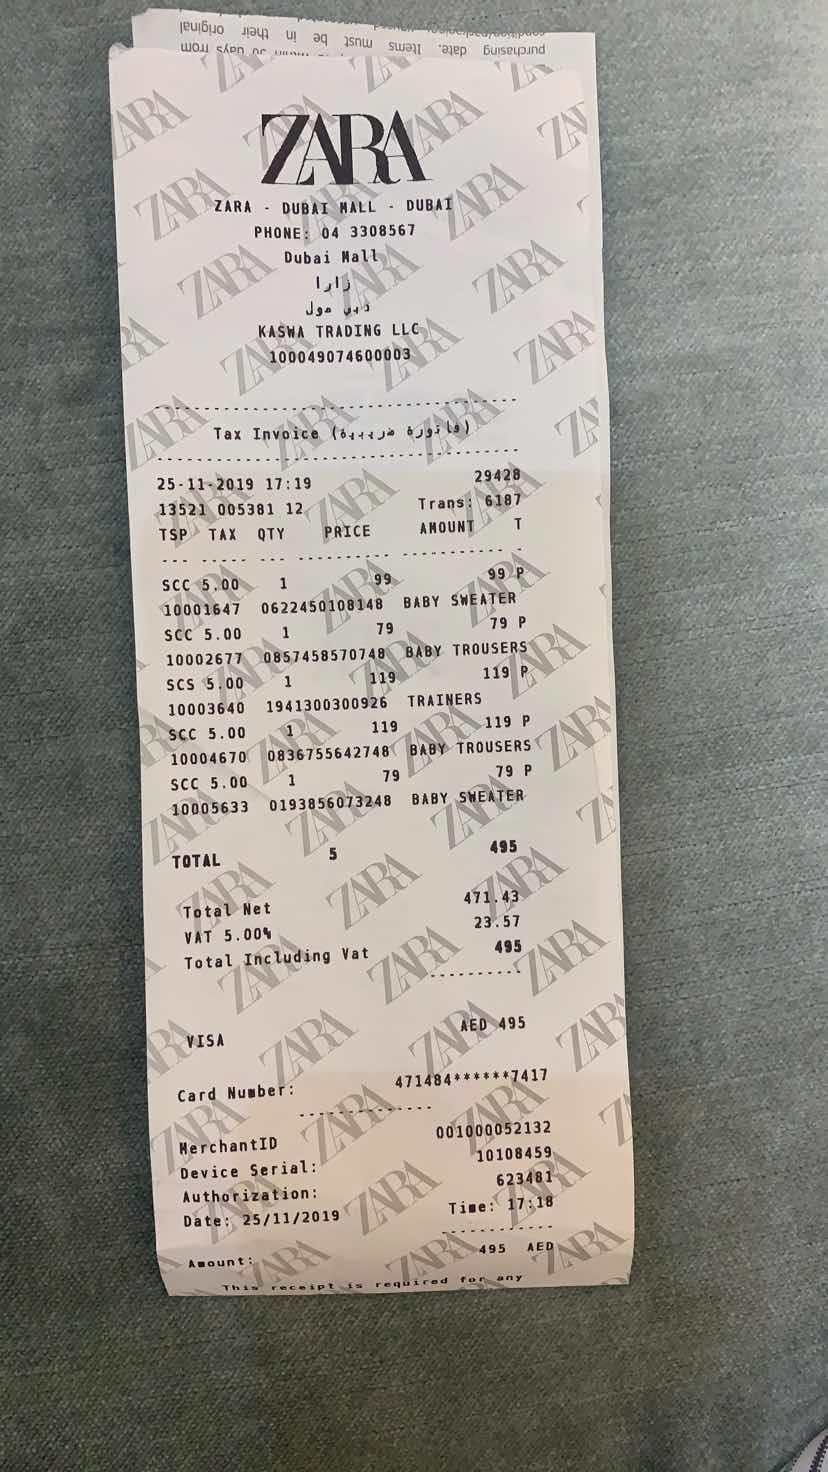 purchasing date. Items must be in their original
ZARA
ZARA - DUBAI MALL - DUBAI
PHONE: 04 3308567
Dubai Mall
زارا
دبي مول
KASWA TRADING LLC
100049074600003
Tax Invoice (فاتورة ضريبية)
25-11-2019 17:19 29428
13521 005381 12 Trans: 6187
TSP TAX QTY PRICE AMOUNT T
SCC 5.00 1 99 99 P
10001647 0622450108148 BABY SWEATER
SCC 5.00 1 79 79 P
10002677 0857458570748 BABY TROUSERS
SCS 5.00 1 119 119 P
10003640 1941300300926 TRAINERS
SCC 5.00 1 119 119 P
10004670 0836755642748 BABY TROUSERS
SCC 5.00 1 79 79 P
10005633 0193856073248 BABY SWEATER
TOTAL 5 495
Total Net 471.43
VAT 5.00% 23.57
Total Including Vat 495
VISA AED 495
Card Number: 471484******7417
MerchantID 001000052132
Device Serial: 10108459
Authorization: 623481
Date: 25/11/2019 Time: 17:18
Amount: 495 AED
This receipt is required for any